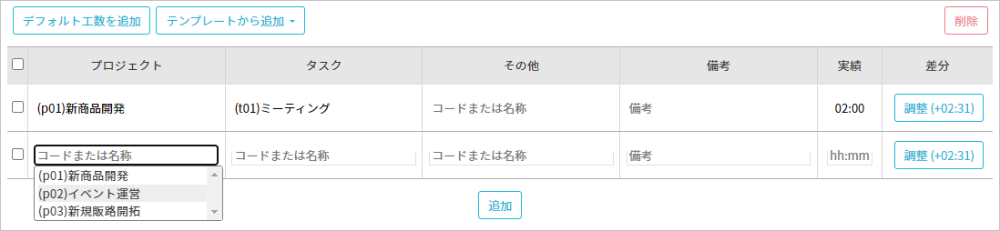 デフォルト工数を追加 テンプレートから追加 削除
プロジェクト タスク その他 備考 実績 差分
(p01)新商品開発 (t01)ミーティング コードまたは名称 備考 02:00 調整 (+02:31)
コードまたは名称 コードまたは名称 コードまたは名称 備考 hh:mm 調整 (+02:31)
(p01)新商品開発
(p02)イベント運営
(p03)新規販路開拓
追加